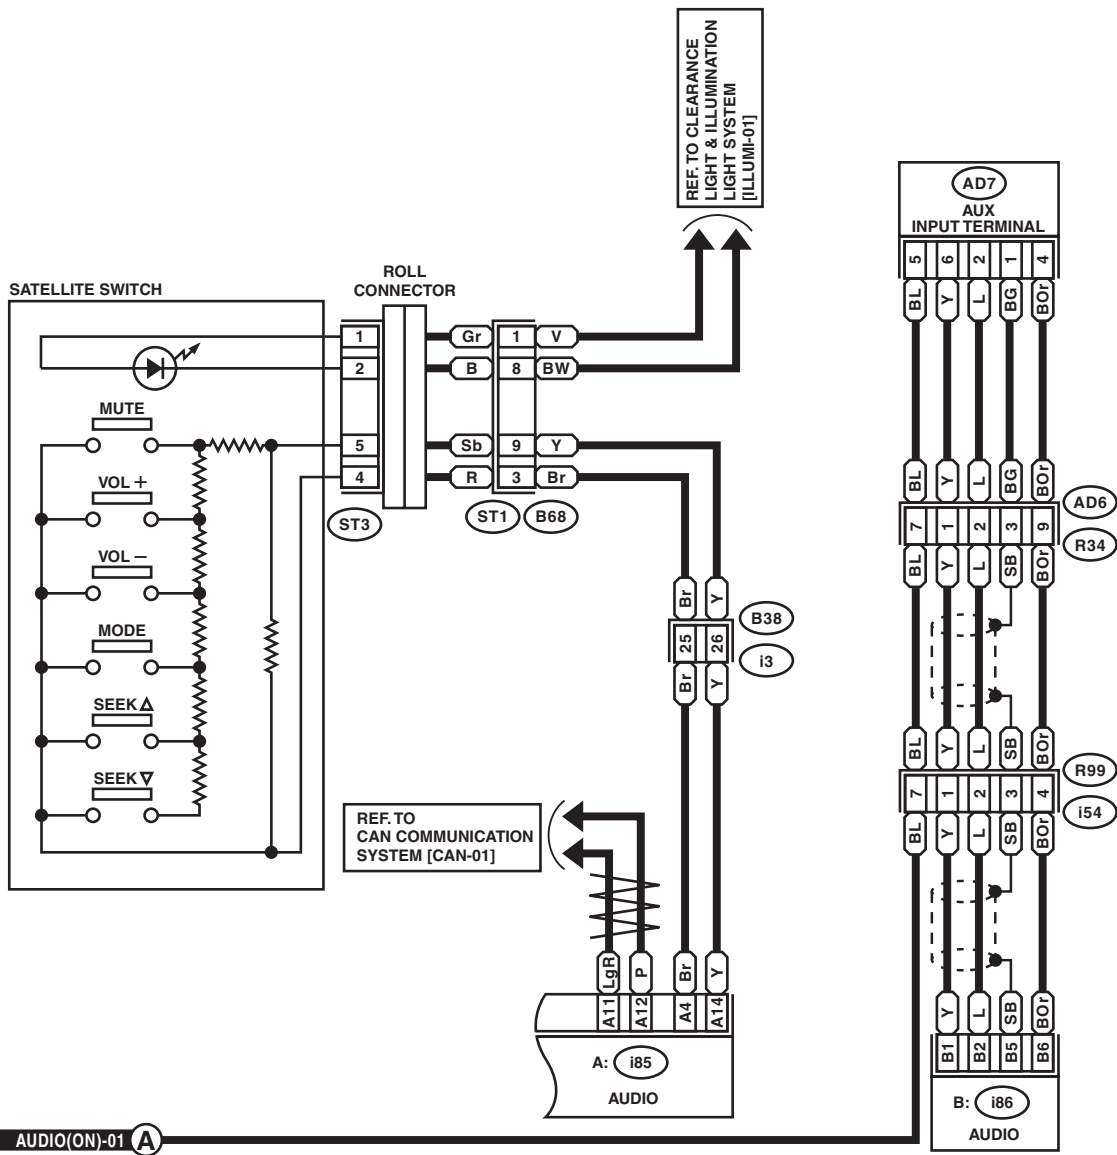 REF. TO CLEARANCE
LIGHT & ILLUMINATION
LIGHT SYSTEM
[ILLUMI-01]
AD7
AUX
INPUT TERMINAL
5 6 2 1 4
BL Y L BG BOr
ROLL
CONNECTOR
SATELLITE SWITCH
1 Gr 1 V
2 B 8 BW
MUTE
5 Sb 9 Y
4 R 3 Br
VOL +
ST3 ST1 B68
VOL −
MODE
SEEK △
SEEK ▽
BL Y L BG BOr
AD6
7 1 2 3 9
R34
BL Y L SB BOr
Br Y
B38
25 26
i3
Br Y
BL Y L SB BOr
R99
7 1 2 3 4
i54
BL Y L SB BOr
REF. TO
CAN COMMUNICATION
SYSTEM [CAN-01]
LgR P Br Y
A11 A12 A4 A14
A: i85
AUDIO
Y L SB BOr
B1 B2 B5 B6
B: i86
AUDIO
AUDIO(ON)-01 A